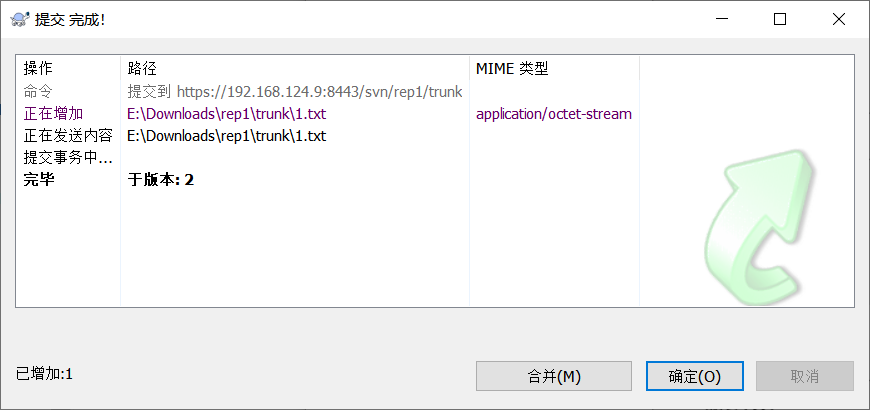 提交 完成!
操作 路径 MIME 类型
命令 提交到 https://192.168.124.9:8443/svn/rep1/trunk
正在增加 E:\Downloads\rep1\trunk\1.txt application/octet-stream
正在发送内容 E:\Downloads\rep1\trunk\1.txt
提交事务中...
完毕 于版本: 2
已增加:1
合并(M) 确定(O) 取消